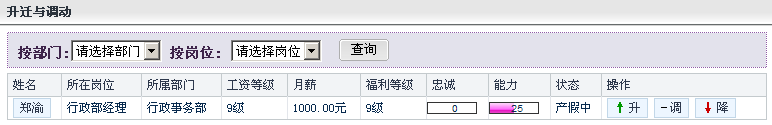 升迁与调动
按部门: 请选择部门 按岗位: 请选择岗位 查询
姓名 所在岗位 所属部门 工资等级 月薪 福利等级 忠诚 能力 状态 操作
郑渝 行政部经理 行政事务部 9级 1000.00元 9级 0 25 产假中 ↑升 -调 ↓降